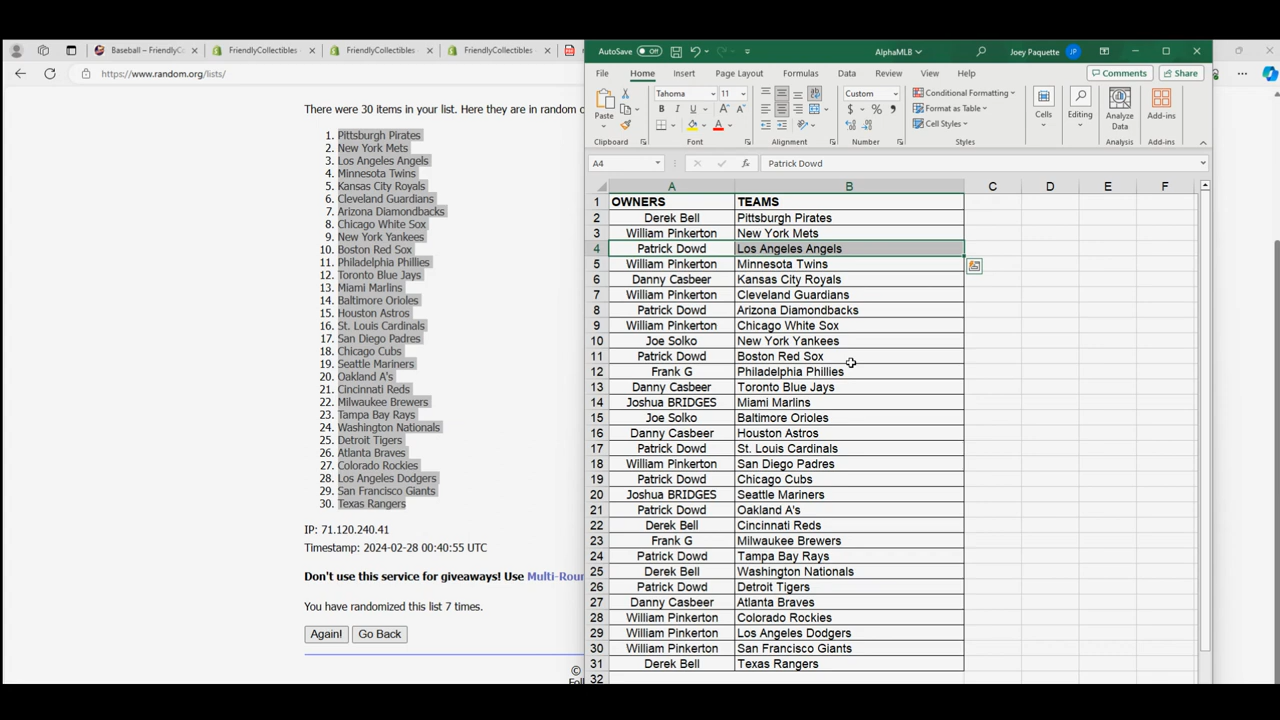 Baseball – FriendlyCo
FriendlyCollectibles
FriendlyCollectibles
FriendlyCollectibles
https://www.random.org/lists/
There were 30 items in your list. Here they are in random o
1. Pittsburgh Pirates
2. New York Mets
3. Los Angeles Angels
4. Minnesota Twins
5. Kansas City Royals
6. Cleveland Guardians
7. Arizona Diamondbacks
8. Chicago White Sox
9. New York Yankees
10. Boston Red Sox
11. Philadelphia Phillies
12. Toronto Blue Jays
13. Miami Marlins
14. Baltimore Orioles
15. Houston Astros
16. St. Louis Cardinals
17. San Diego Padres
18. Chicago Cubs
19. Seattle Mariners
20. Oakland A's
21. Cincinnati Reds
22. Milwaukee Brewers
23. Tampa Bay Rays
24. Washington Nationals
25. Detroit Tigers
26. Atlanta Braves
27. Colorado Rockies
28. Los Angeles Dodgers
29. San Francisco Giants
30. Texas Rangers
IP: 71.120.240.41
Timestamp: 2024-02-28 00:40:55 UTC
Don't use this service for giveaways! Use Multi-Rou
You have randomized this list 7 times.
Again! Go Back
©
AutoSave Off AlphaMLB Joey Paquette JP
File Home Insert Page Layout Formulas Data Review View Help Comments Share
Paste Tahoma 11 Custom Conditional Formatting Cells Editing Analyze Data Add-ins
B I U $ % Format as Table
Cell Styles
Clipboard Font Alignment Number Styles Add-ins
A4 fx Patrick Dowd
A B C D E F
1 OWNERS TEAMS
2 Derek Bell Pittsburgh Pirates
3 William Pinkerton New York Mets
4 Patrick Dowd Los Angeles Angels
5 William Pinkerton Minnesota Twins
6 Danny Casbeer Kansas City Royals
7 William Pinkerton Cleveland Guardians
8 Patrick Dowd Arizona Diamondbacks
9 William Pinkerton Chicago White Sox
10 Joe Solko New York Yankees
11 Patrick Dowd Boston Red Sox
12 Frank G Philadelphia Phillies
13 Danny Casbeer Toronto Blue Jays
14 Joshua BRIDGES Miami Marlins
15 Joe Solko Baltimore Orioles
16 Danny Casbeer Houston Astros
17 Patrick Dowd St. Louis Cardinals
18 William Pinkerton San Diego Padres
19 Patrick Dowd Chicago Cubs
20 Joshua BRIDGES Seattle Mariners
21 Patrick Dowd Oakland A's
22 Derek Bell Cincinnati Reds
23 Frank G Milwaukee Brewers
24 Patrick Dowd Tampa Bay Rays
25 Derek Bell Washington Nationals
26 Patrick Dowd Detroit Tigers
27 Danny Casbeer Atlanta Braves
28 William Pinkerton Colorado Rockies
29 William Pinkerton Los Angeles Dodgers
30 William Pinkerton San Francisco Giants
31 Derek Bell Texas Rangers
32